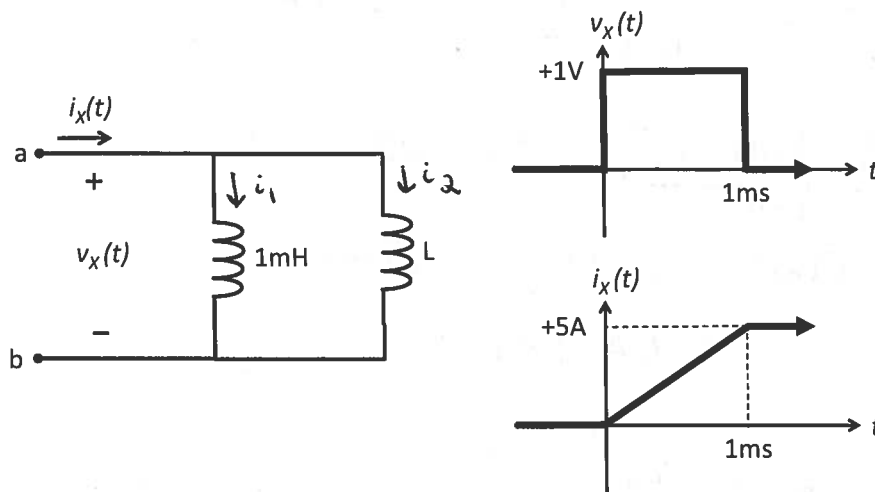 i_x(t)
a
+
i_1
i_2
v_x(t)
1mH
L
−
b
v_x(t)
+1V
t
1ms
i_x(t)
+5A
t
1ms